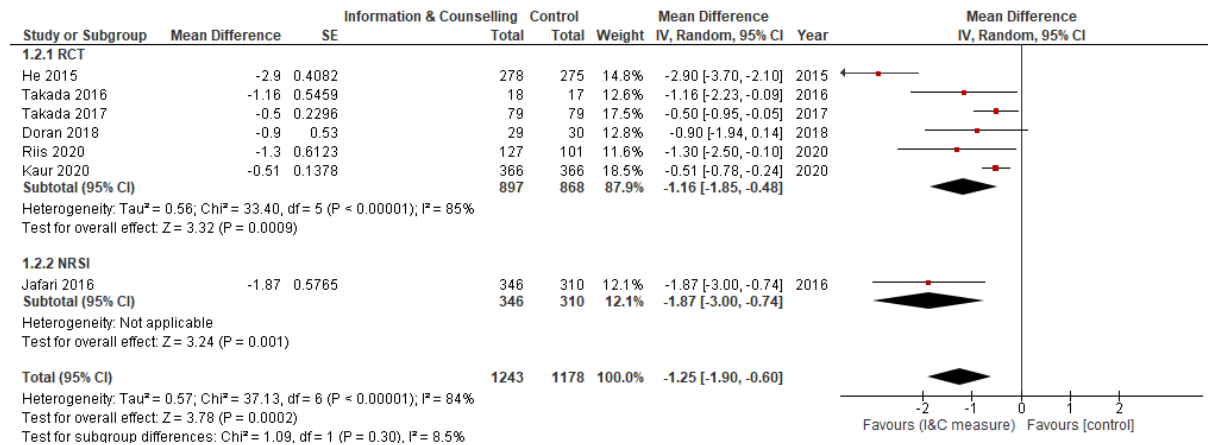 Information & Counselling Control Mean Difference Mean Difference
Study or Subgroup Mean Difference SE Total Total Weight IV, Random, 95% CI Year IV, Random, 95% CI
1.2.1 RCT
He 2015 -2.9 0.4082 278 275 14.8% -2.90 [-3.70, -2.10] 2015
Takada 2016 -1.16 0.5459 18 17 12.6% -1.16 [-2.23, -0.09] 2016
Takada 2017 -0.5 0.2296 79 79 17.5% -0.50 [-0.95, -0.05] 2017
Doran 2018 -0.9 0.53 29 30 12.8% -0.90 [-1.94, 0.14] 2018
Riis 2020 -1.3 0.6123 127 101 11.6% -1.30 [-2.50, -0.10] 2020
Kaur 2020 -0.51 0.1378 366 366 18.5% -0.51 [-0.78, -0.24] 2020
Subtotal (95% CI) 897 868 87.9% -1.16 [-1.85, -0.48]
Heterogeneity: Tau² = 0.56; Chi² = 33.40, df = 5 (P < 0.00001); I² = 85%
Test for overall effect: Z = 3.32 (P = 0.0009)
1.2.2 NRSI
Jafari 2016 -1.87 0.5765 346 310 12.1% -1.87 [-3.00, -0.74] 2016
Subtotal (95% CI) 346 310 12.1% -1.87 [-3.00, -0.74]
Heterogeneity: Not applicable
Test for overall effect: Z = 3.24 (P = 0.001)
Total (95% CI) 1243 1178 100.0% -1.25 [-1.90, -0.60]
Heterogeneity: Tau² = 0.57; Chi² = 37.13, df = 6 (P < 0.00001); I² = 84%
Test for overall effect: Z = 3.78 (P = 0.0002)
Test for subgroup differences: Chi² = 1.09, df = 1 (P = 0.30), I² = 8.5%
-2 -1 0 1 2
Favours (I&C measure) Favours [control]